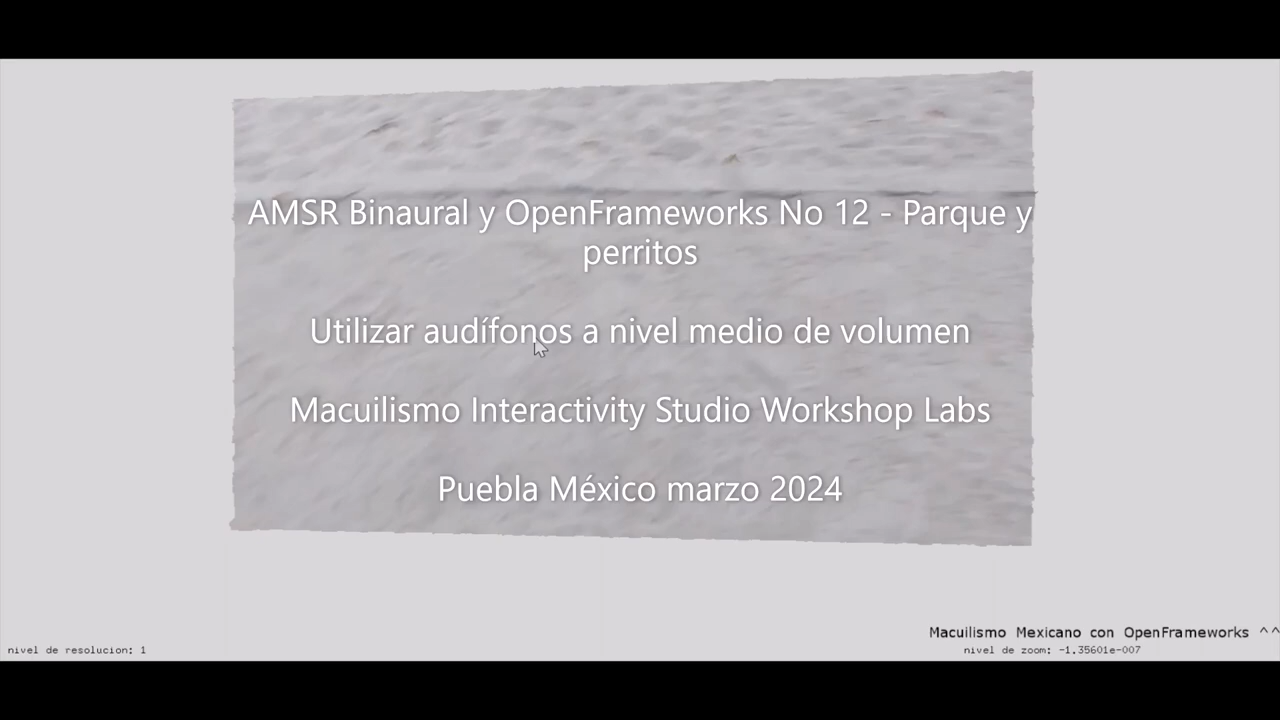 AMSR Binaural y OpenFrameworks No 12 - Parque y
perritos
Utilizar audífonos a nivel medio de volumen
Macuilismo Interactivity Studio Workshop Labs
Puebla México marzo 2024
Macuilismo Mexicano con OpenFrameworks ^^
nivel de resolucion: 1
nivel de zoom: -1.35601e-007